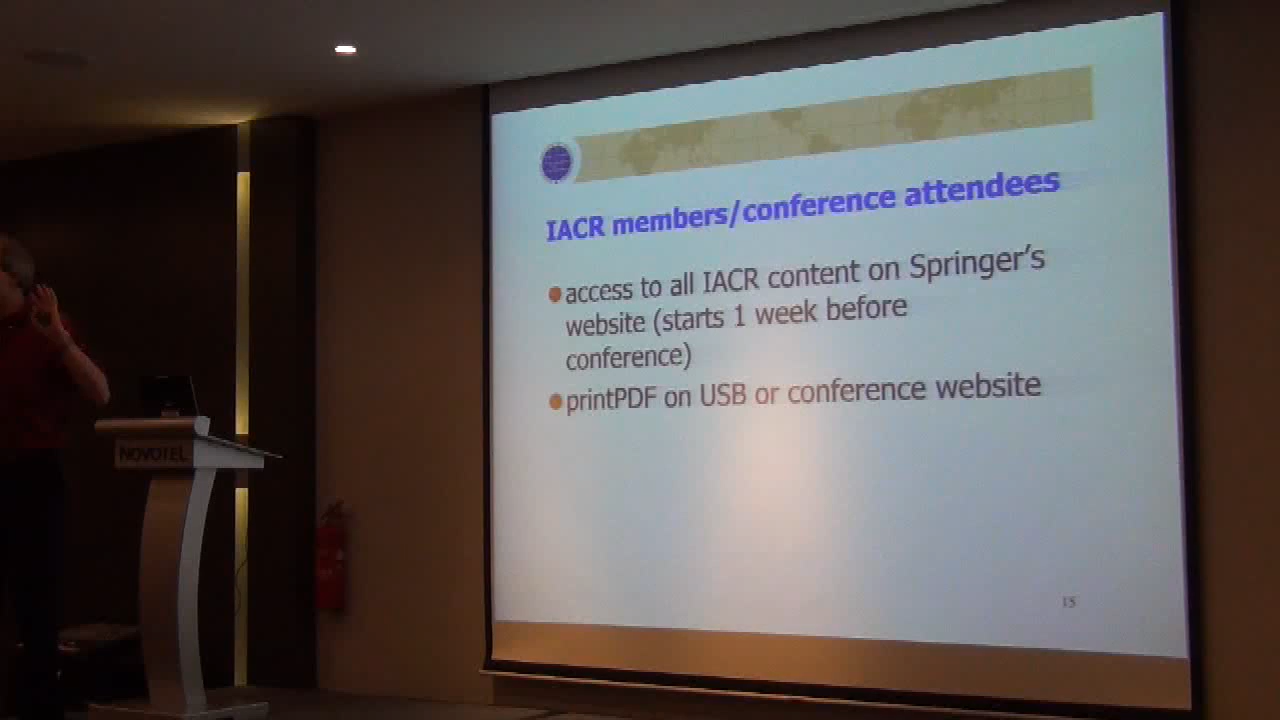 IACR members/conference attendees
access to all IACR content on Springer's
website (starts 1 week before
conference)
printPDF on USB or conference website
15
NOVOTEL